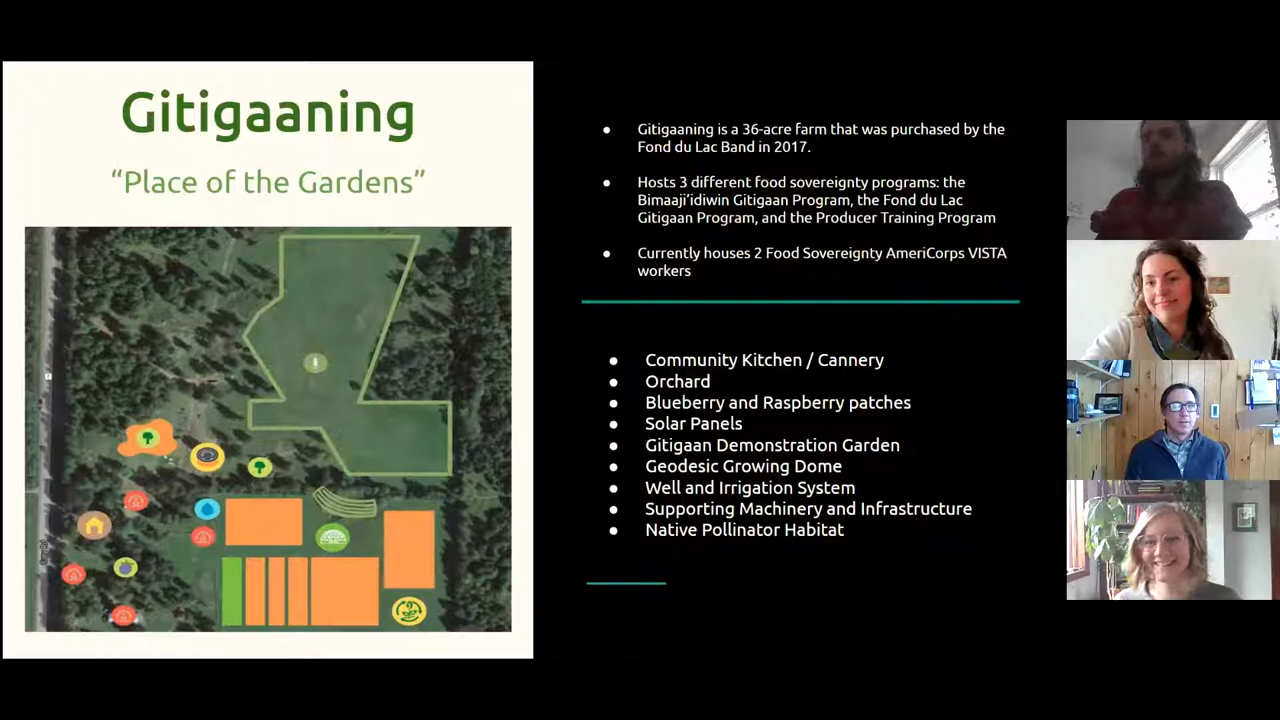 Gitigaaning
“Place of the Gardens”
● Gitigaaning is a 36-acre farm that was purchased by the
Fond du Lac Band in 2017.
● Hosts 3 different food sovereignty programs: the
Bimaaji’idiwin Gitigaan Program, the Fond du Lac
Gitigaan Program, and the Producer Training Program
● Currently houses 2 Food Sovereignty AmeriCorps VISTA
workers
● Community Kitchen / Cannery
● Orchard
● Blueberry and Raspberry patches
● Solar Panels
● Gitigaan Demonstration Garden
● Geodesic Growing Dome
● Well and Irrigation System
● Supporting Machinery and Infrastructure
● Native Pollinator Habitat